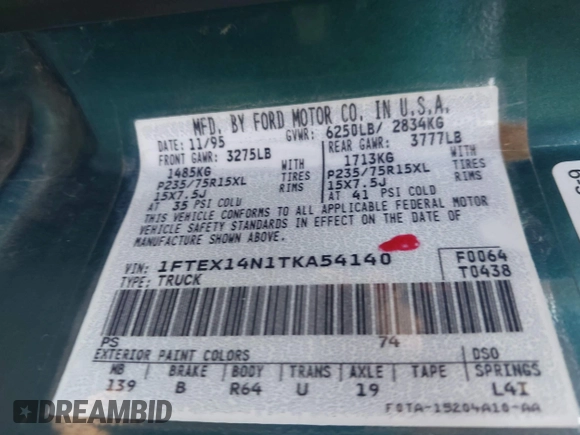 MFD. BY FORD MOTOR CO. IN U.S.A.
DATE: 11/95 GVWR: 6250LB/ 2834KG
FRONT GAWR: 3275LB REAR GAWR: 3777LB
1485KG WITH 1713KG WITH
P235/75R15XL TIRES P235/75R15XL TIRES
15X7.5J RIMS 15X7.5J RIMS
AT 35 PSI COLD AT 41 PSI COLD
THIS VEHICLE CONFORMS TO ALL APPLICABLE FEDERAL MOTOR
VEHICLE SAFETY STANDARDS IN EFFECT ON THE DATE OF
MANUFACTURE SHOWN ABOVE.
VIN: 1FTEX14N1TKA54140 F0064
TYPE: TRUCK T0438
PS 74
EXTERIOR PAINT COLORS DSO
WB BRAKE BODY TRANS AXLE TAPE SPRINGS
139 B R64 U 19 L4I
F0TA-15204A10-AA
DREAMBID